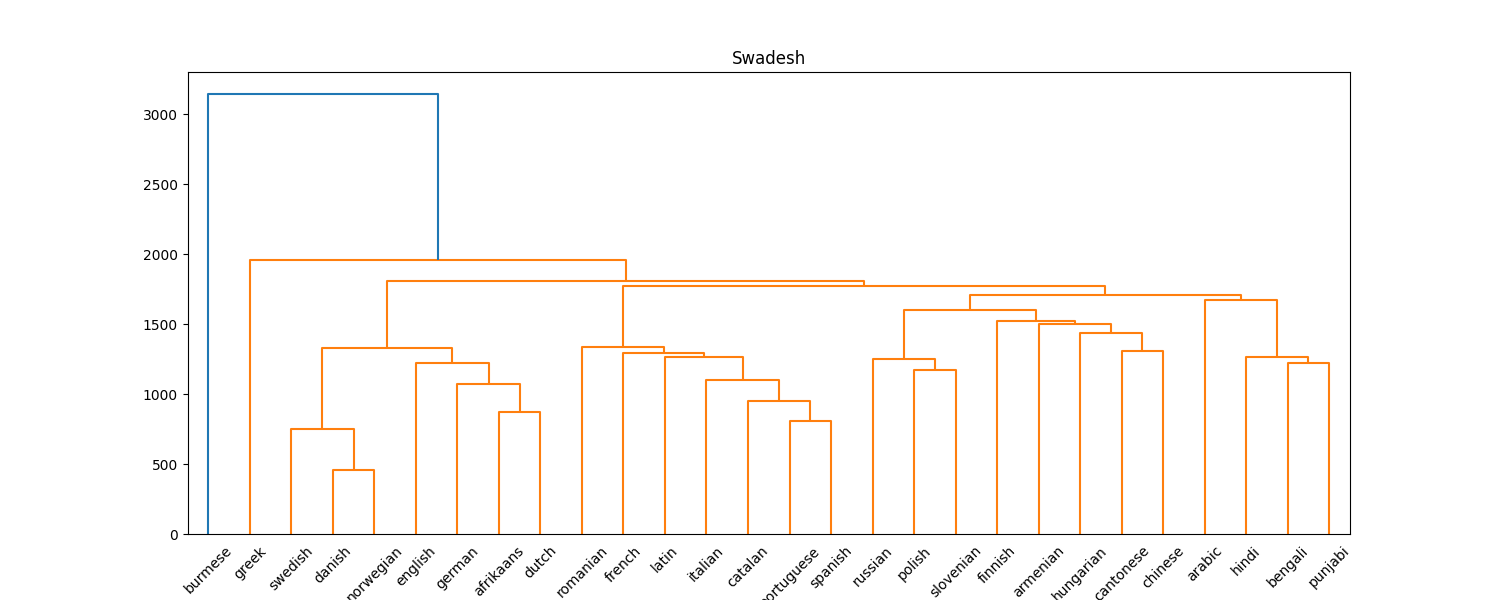 Swadesh
3000
2500
2000
1500
1000
500
0
burmese
greek
swedish
danish
norwegian
english
german
afrikaans
dutch
romanian
french
latin
italian
catalan
portuguese
spanish
russian
polish
slovenian
finnish
armenian
hungarian
cantonese
chinese
arabic
hindi
bengali
punjabi